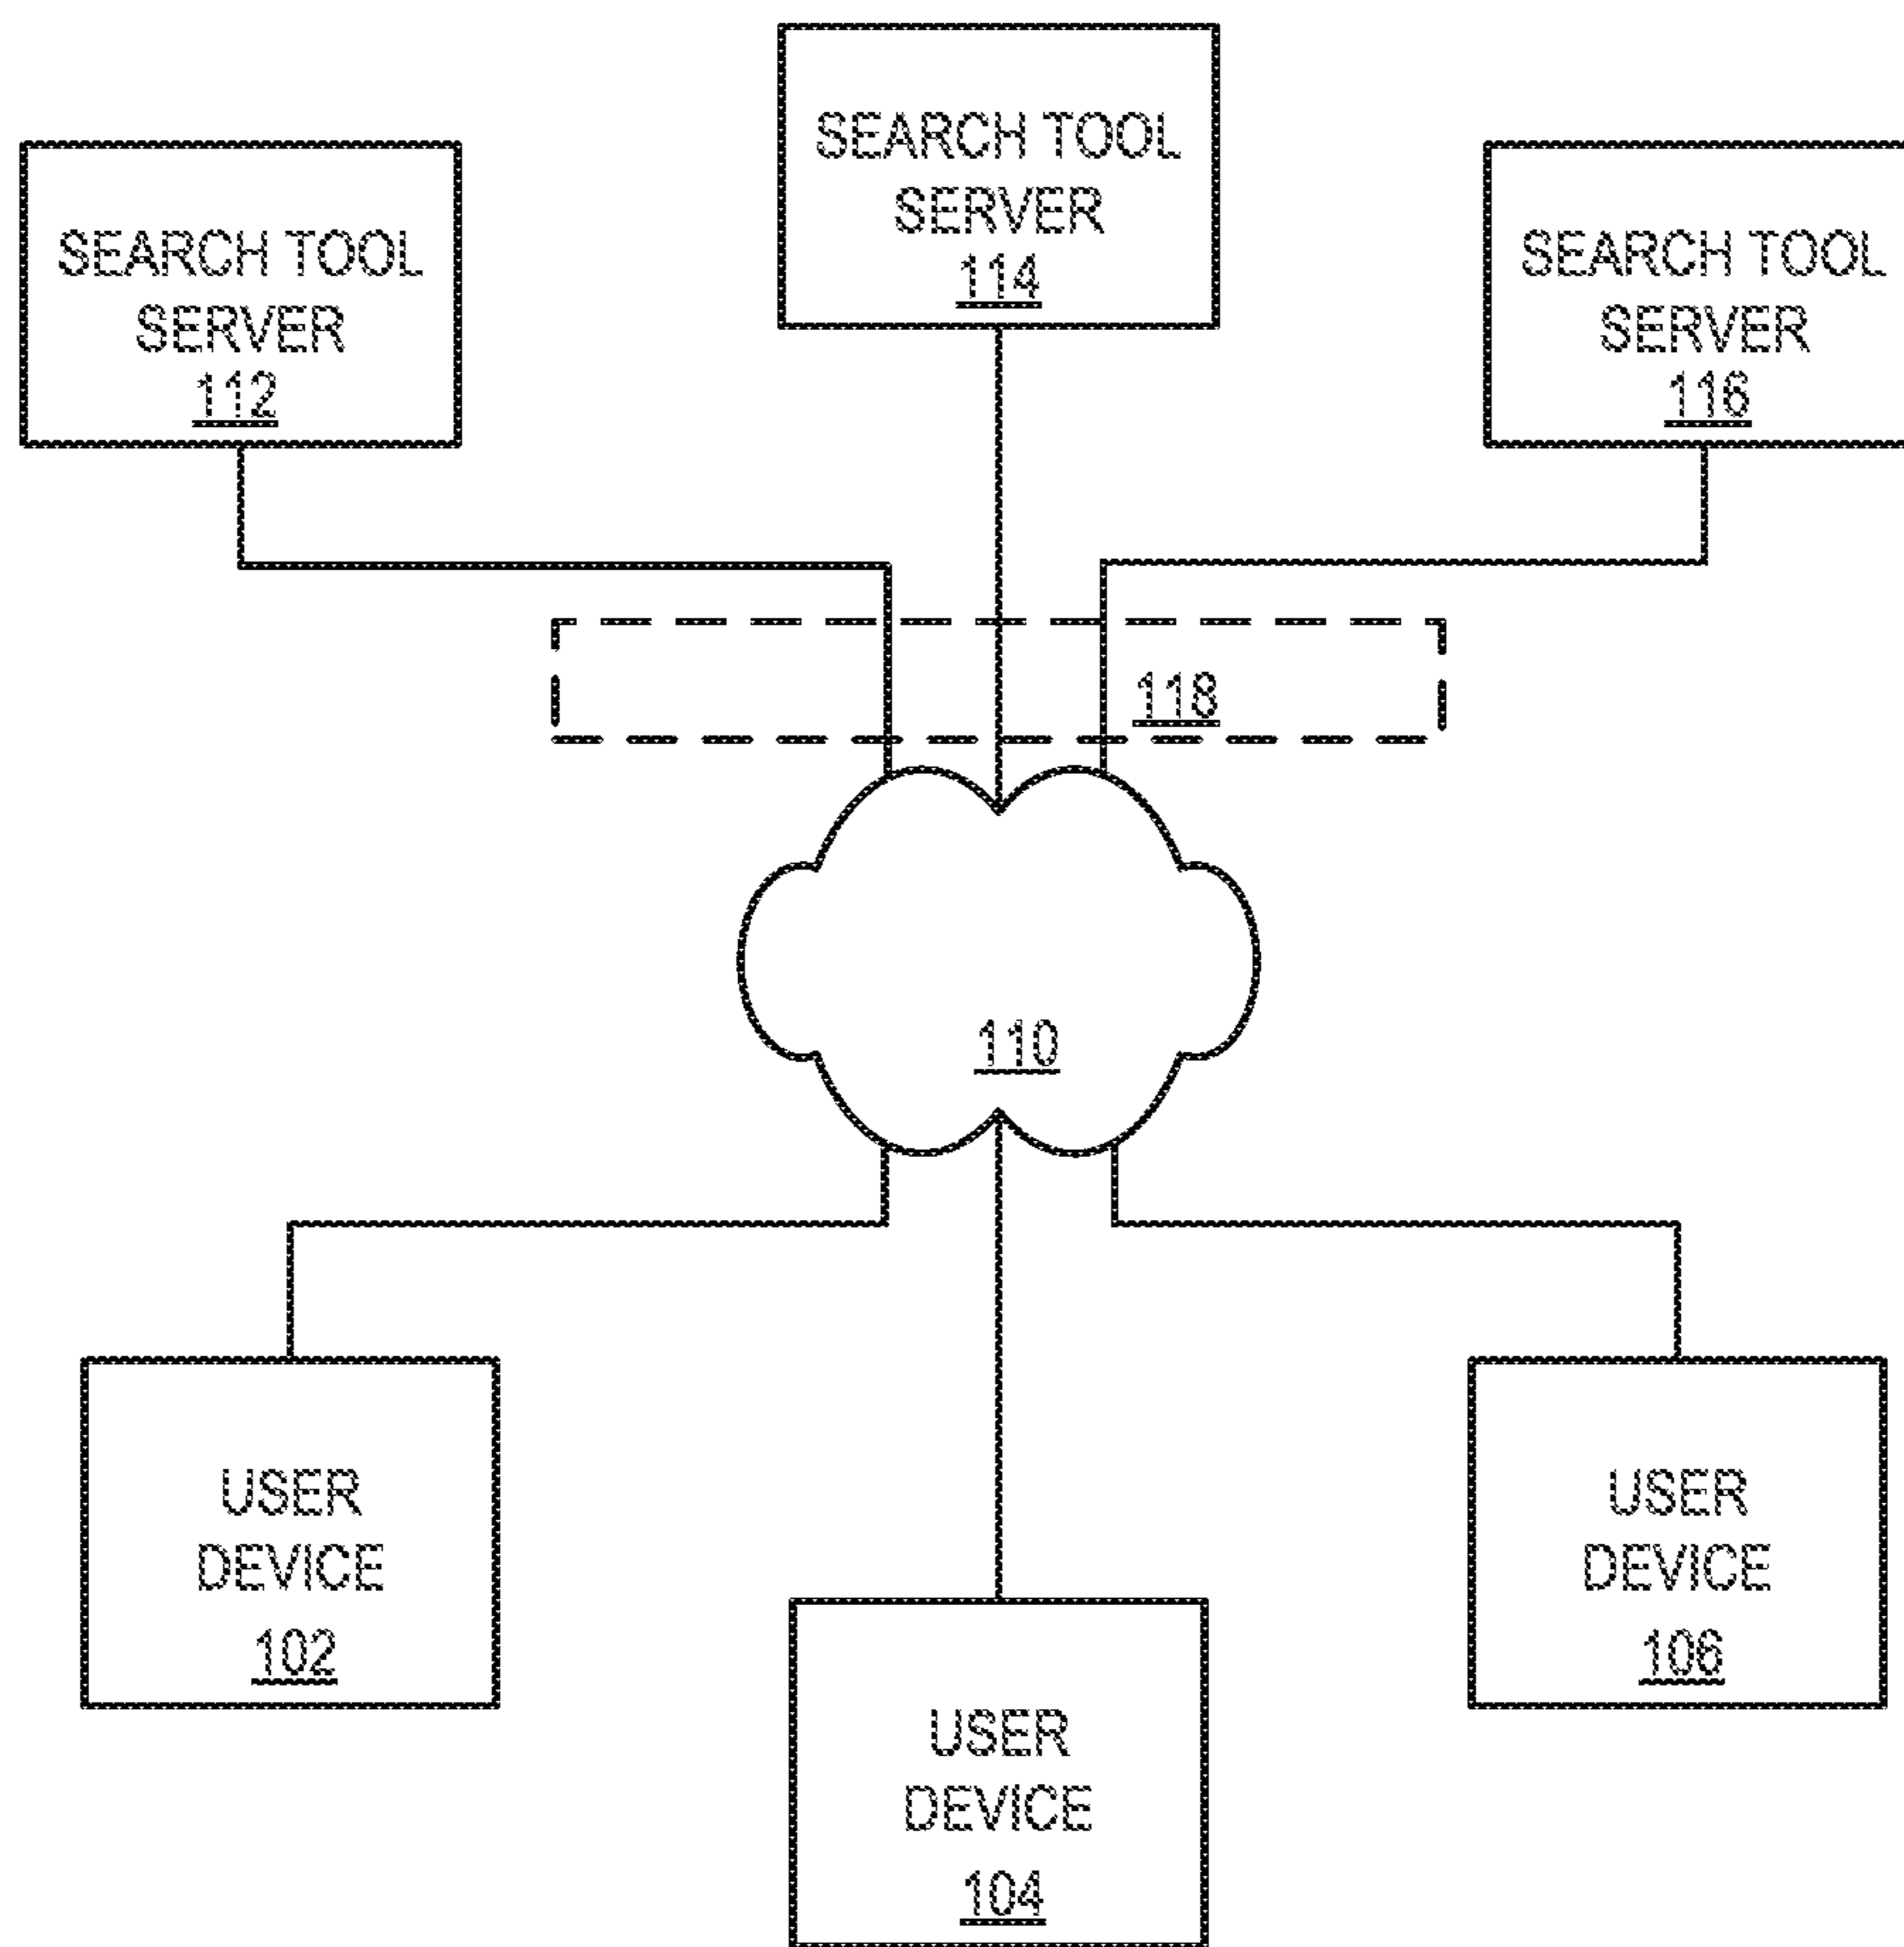 SEARCH TOOL
SERVER
112
SEARCH TOOL
SERVER
114
SEARCH TOOL
SERVER
116
118
110
USER
DEVICE
102
USER
DEVICE
104
USER
DEVICE
106